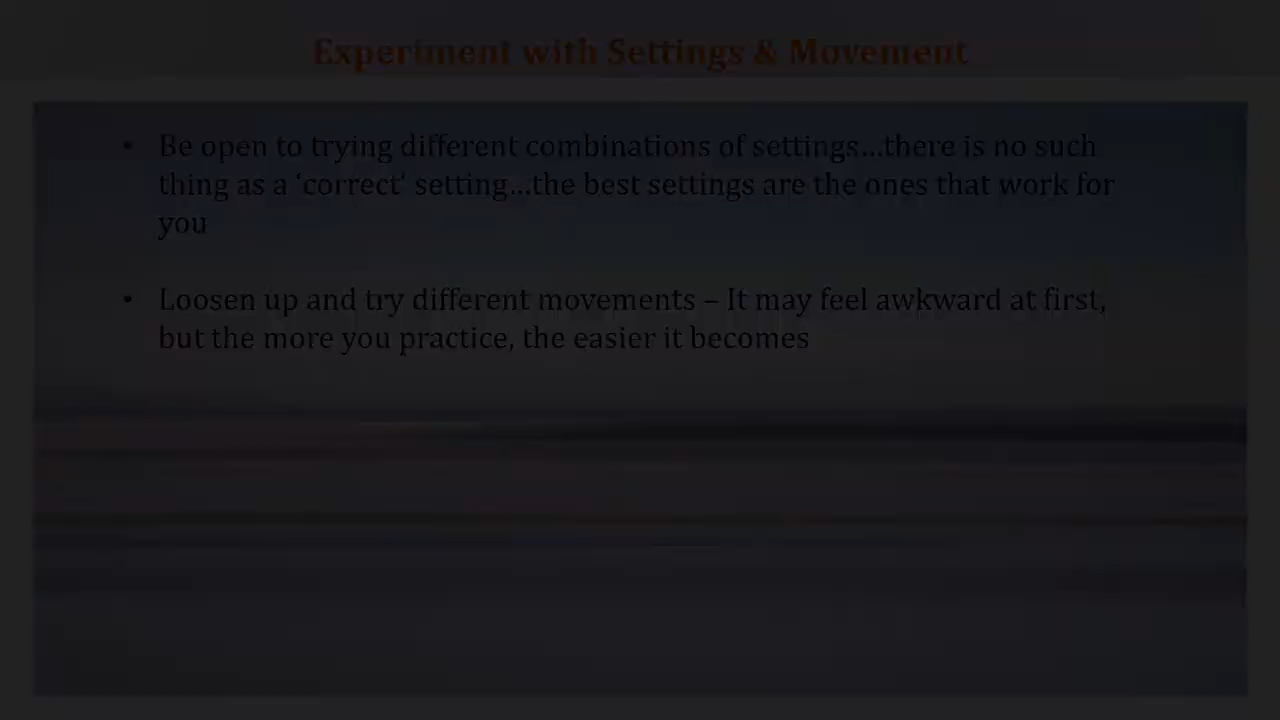 Experiment with Settings & Movement
• Be open to trying different combinations of settings...there is no such
thing as a ‘correct’ setting...the best settings are the ones that work for
you
• Loosen up and try different movements – It may feel awkward at first,
but the more you practice, the easier it becomes